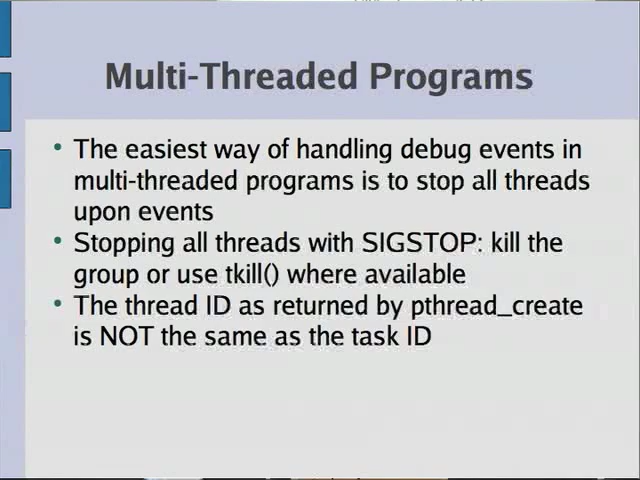 Multi-Threaded Programs
• The easiest way of handling debug events in
multi-threaded programs is to stop all threads
upon events
• Stopping all threads with SIGSTOP: kill the
group or use tkill() where available
• The thread ID as returned by pthread_create
is NOT the same as the task ID